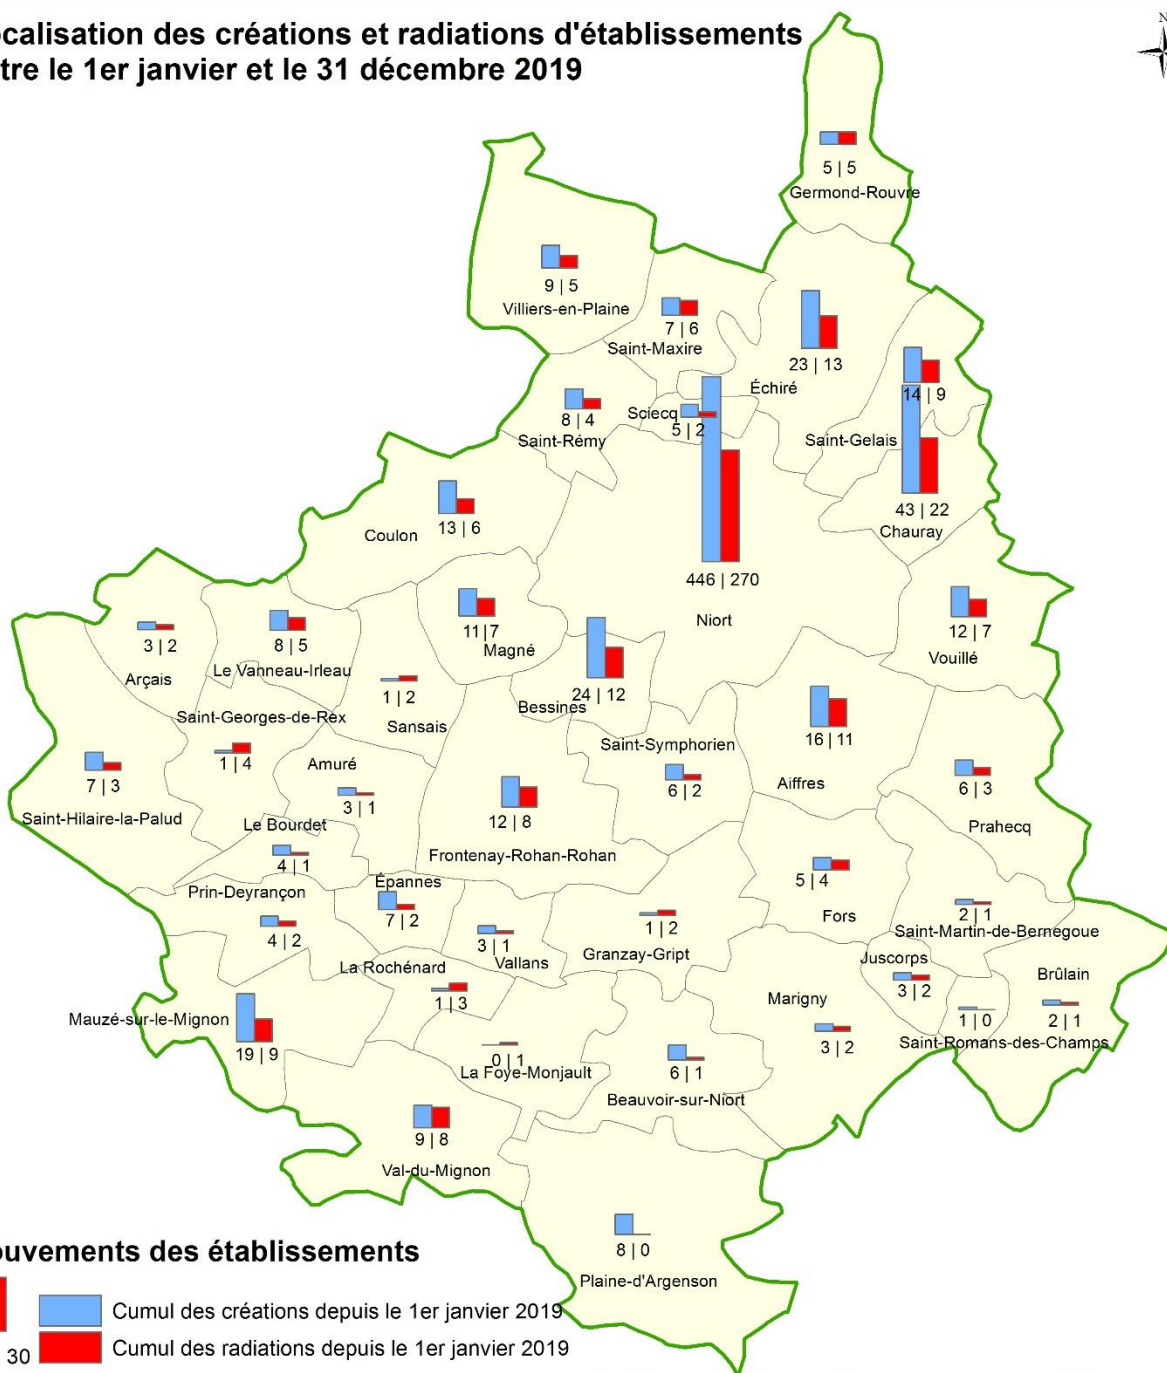 ocalisation des créations et radiations d'établissements
tre le 1er janvier et le 31 décembre 2019
N
5 | 5
Germond-Rouvre
9 | 5
Villiers-en-Plaine
7 | 6
Saint-Maxire
23 | 13
Échiré
14 | 9
Saint-Gelais
8 | 4
Saint-Rémy
Sciecq
5 | 2
43 | 22
Chauray
13 | 6
Coulon
446 | 270
Niort
11 | 7
Magné
12 | 7
Vouillé
3 | 2
Arçais
8 | 5
Le Vanneau-Irleau
1 | 2
Sansais
24 | 12
Bessines
Saint-Georges-de-Rex
1 | 4
Saint-Symphorien
6 | 2
16 | 11
Aiffres
7 | 3
Saint-Hilaire-la-Palud
Amuré
3 | 1
12 | 8
Frontenay-Rohan-Rohan
6 | 3
Prahecq
Le Bourdet
4 | 1
Prin-Deyrançon
4 | 2
Épannes
7 | 2
3 | 1
Vallans
1 | 2
Granzay-Gript
5 | 4
Fors
2 | 1
Saint-Martin-de-Bernegoue
La Rochénard
1 | 3
Juscorps
3 | 2
Brûlain
2 | 1
Mauzé-sur-le-Mignon
19 | 9
Marigny
3 | 2
1 | 0
Saint-Romans-des-Champs
0 | 1
La Foye-Monjault
6 | 1
Beauvoir-sur-Niort
9 | 8
Val-du-Mignon
8 | 0
Plaine-d'Argenson
ouvements des établissements
Cumul des créations depuis le 1er janvier 2019
30
Cumul des radiations depuis le 1er janvier 2019